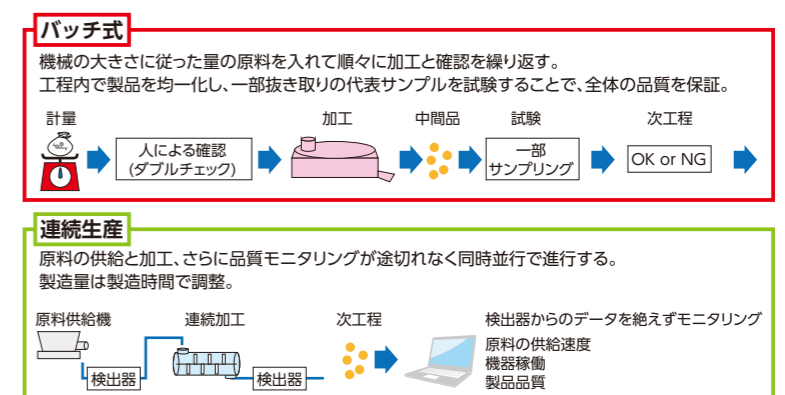 バッチ式
機械の大きさに従った量の原料を入れて順々に加工と確認を繰り返す。
工程内で製品を均一化し、一部抜き取りの代表サンプルを試験することで、全体の品質を保証。
計量
加工
中間品
試験
次工程
人による確認
(ダブルチェック)
一部
サンプリング
OK or NG
連続生産
原料の供給と加工、さらに品質モニタリングが途切れなく同時並行で進行する。
製造量は製造時間で調整。
原料供給機
連続加工
次工程
検出器からのデータを絶えずモニタリング
原料の供給速度
機器稼働
製品品質
検出器
検出器